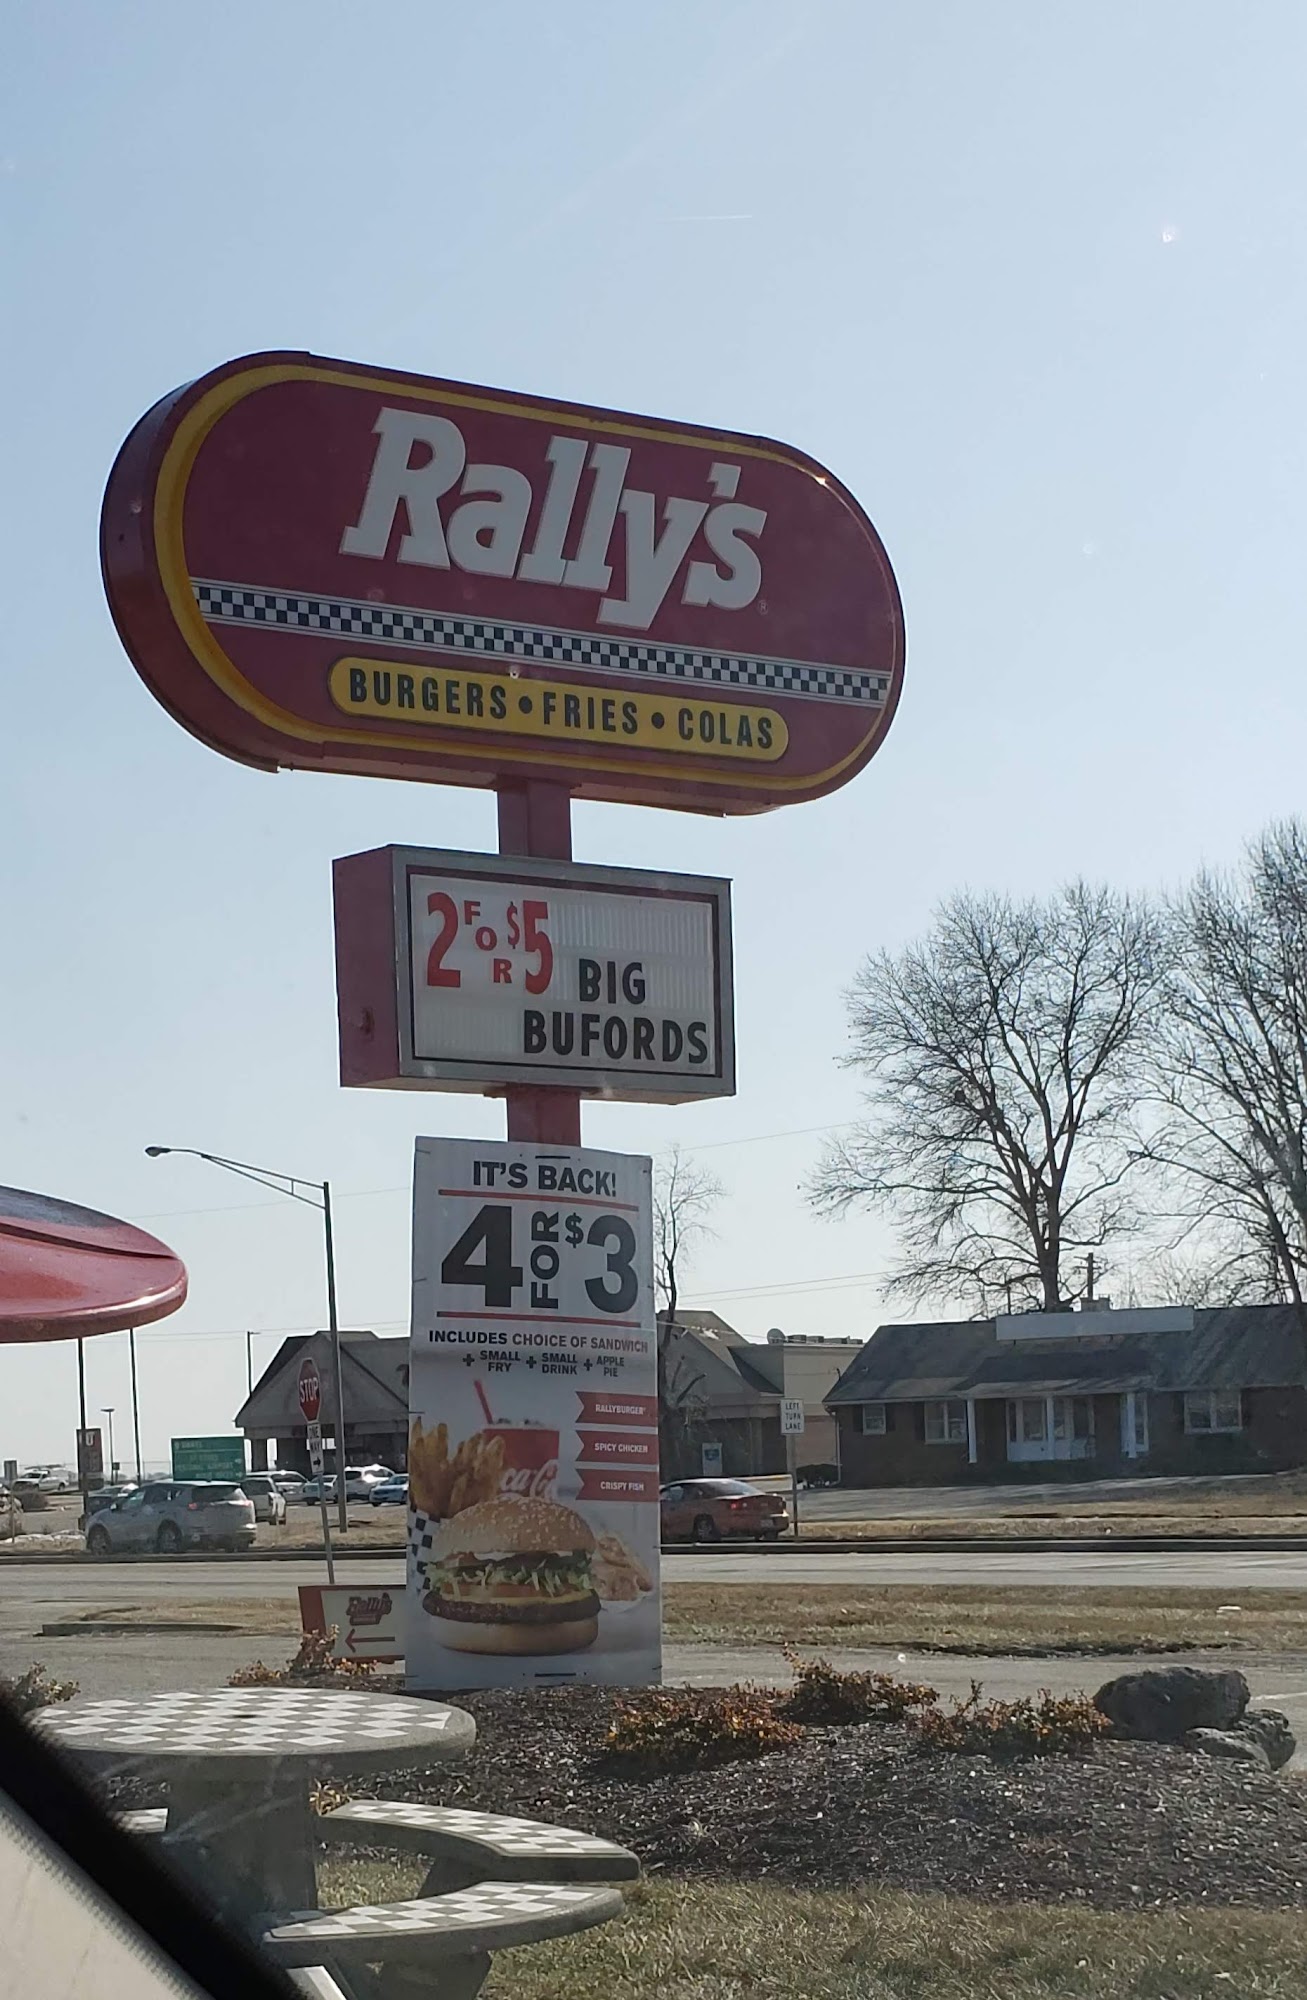 Rally's®
BURGERS • FRIES • COLAS
2 FOR $5
BIG
BUFORDS
IT'S BACK!
4 FOR $3
INCLUDES CHOICE OF SANDWICH
+ SMALL FRY + SMALL DRINK + APPLE PIE
RALLYBURGER
SPICY CHICKEN
CRISPY FISH
STOP
ONE WAY
LEFT
TURN
LANE
Rally's